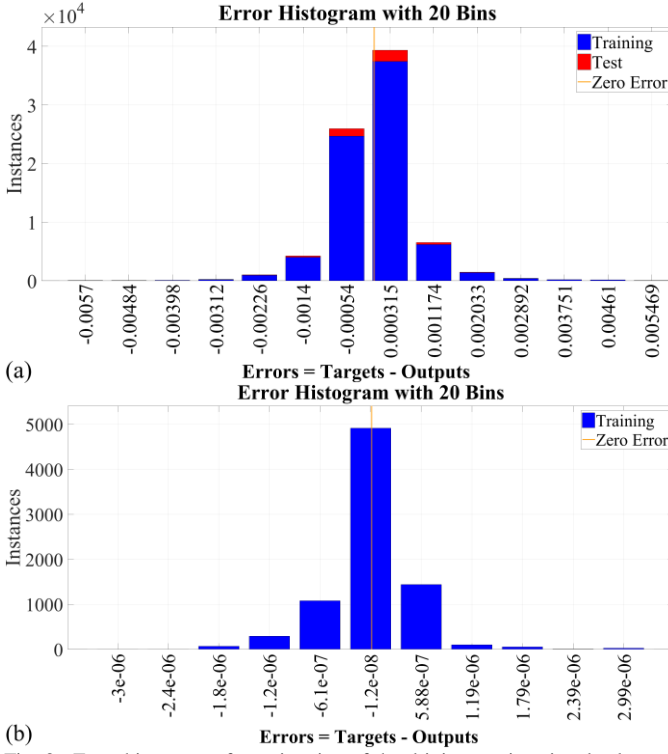 Error Histogram with 20 Bins
×10⁴
4
3
2
1
0
Instances
Training
Test
Zero Error
-0.0057
-0.00484
-0.00398
-0.00312
-0.00226
-0.0014
-0.00054
0.000315
0.001174
0.002033
0.002892
0.003751
0.00461
0.005469
(a)
Errors = Targets - Outputs
Error Histogram with 20 Bins
5000
4000
3000
2000
1000
0
Instances
Training
Zero Error
-3e-06
-2.4e-06
-1.8e-06
-1.2e-06
-6.1e-07
-1.2e-08
5.88e-07
1.19e-06
1.79e-06
2.39e-06
2.99e-06
(b)
Errors = Targets - Outputs